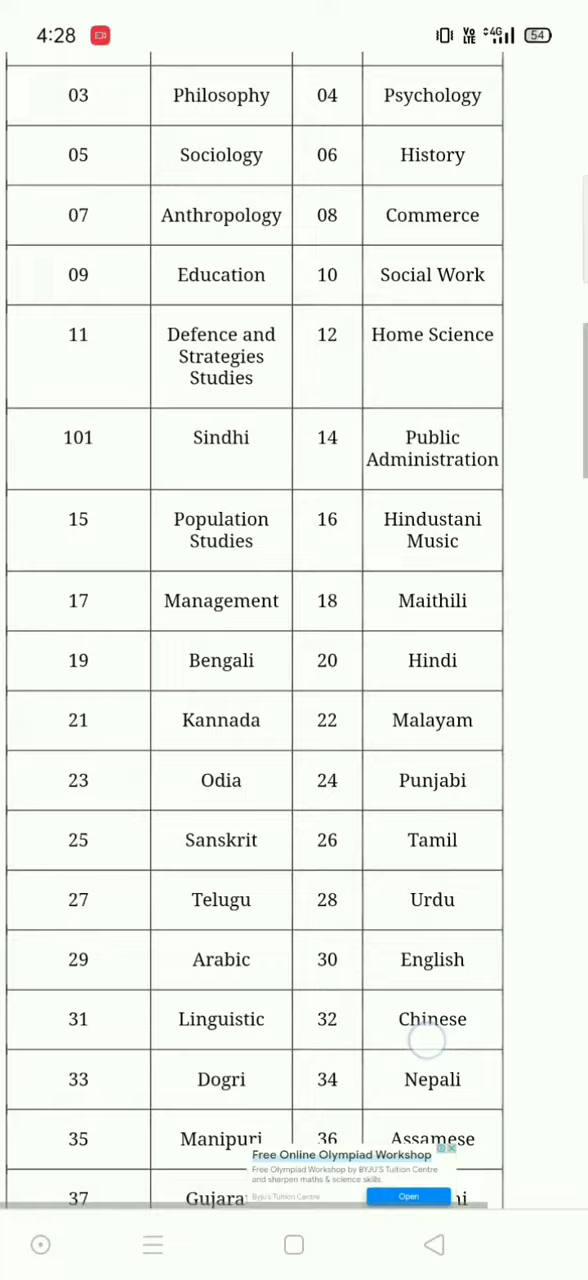 4:28
Vo LTE 4G 54
03 Philosophy 04 Psychology
05 Sociology 06 History
07 Anthropology 08 Commerce
09 Education 10 Social Work
11 Defence and 12 Home Science
Strategies
Studies
101 Sindhi 14 Public
Administration
15 Population 16 Hindustani
Studies Music
17 Management 18 Maithili
19 Bengali 20 Hindi
21 Kannada 22 Malayam
23 Odia 24 Punjabi
25 Sanskrit 26 Tamil
27 Telugu 28 Urdu
29 Arabic 30 English
31 Linguistic 32 Chinese
33 Dogri 34 Nepali
35 Manipuri 36 Assamese
Free Online Olympiad Workshop
Free Olympiad Workshop by BYJU'S Tuition Centre
and sharpen maths & science skills.
Byju's Tuition Centre Open
37